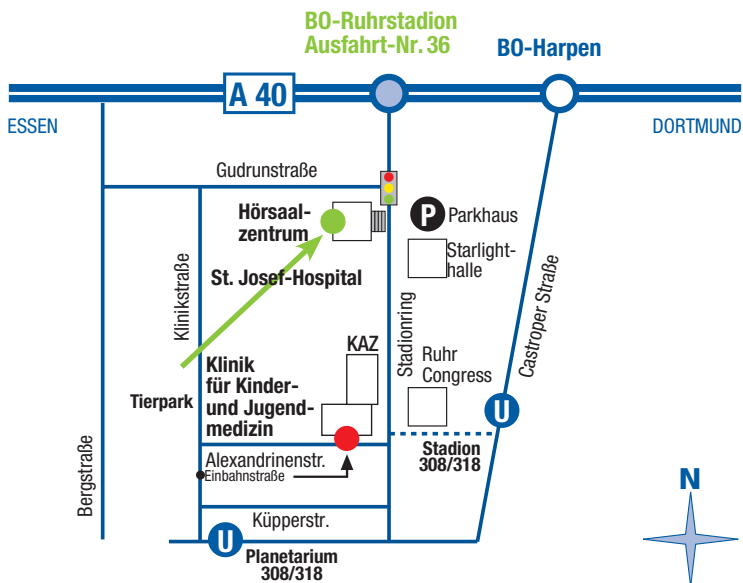 BO-Ruhrstadion
Ausfahrt-Nr. 36
BO-Harpen
A 40
ESSEN
DORTMUND
Gudrunstraße
Hörsaal-
zentrum
P
Parkhaus
Starlight-
halle
St. Josef-Hospital
Klinikstraße
Stadionring
Castroper Straße
KAZ
Ruhr
Congress
Klinik
für Kinder-
und Jugend-
medizin
Tierpark
U
Stadion
308/318
Bergstraße
Alexandrinenstr.
Einbahnstraße
Küpperstr.
U
Planetarium
308/318
N